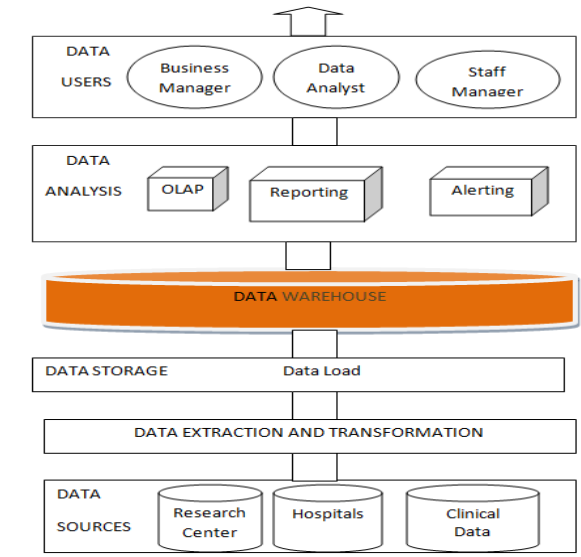 DATA
USERS
Business
Manager
Data
Analyst
Staff
Manager
DATA
ANALYSIS
OLAP
Reporting
Alerting
DATA WAREHOUSE
DATA STORAGE Data Load
DATA EXTRACTION AND TRANSFORMATION
DATA
SOURCES
Research
Center
Hospitals
Clinical
Data